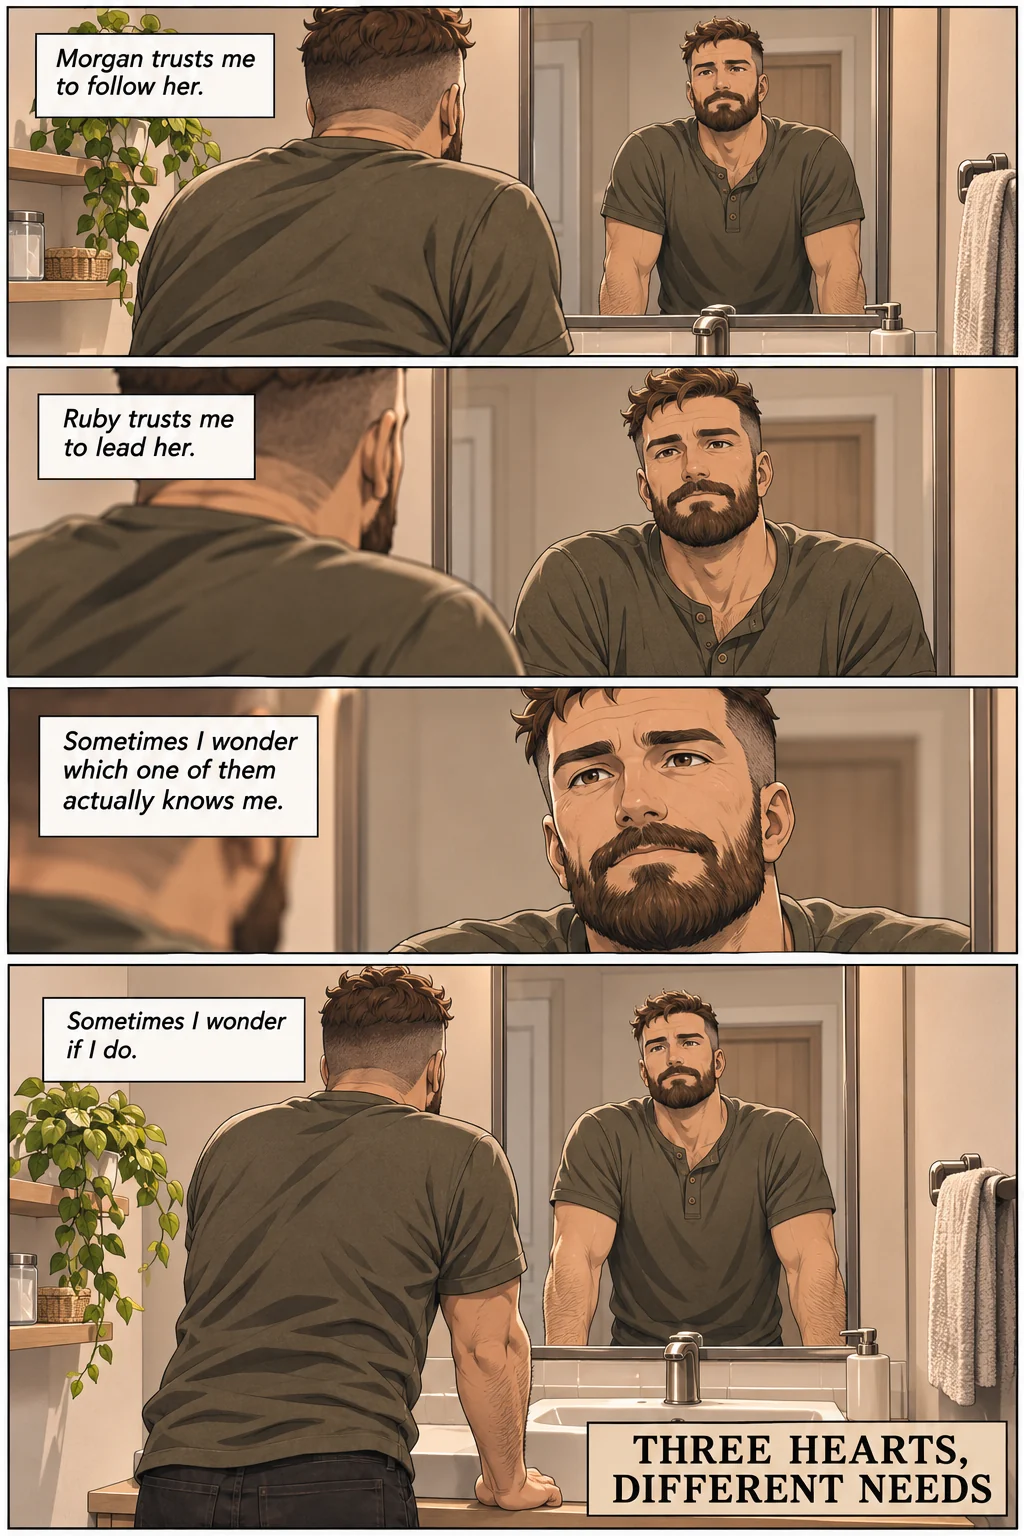 Morgan trusts me
to follow her.
Ruby trusts me
to lead her.
Sometimes I wonder
which one of them
actually knows me.
Sometimes I wonder
if I do.
THREE HEARTS,
DIFFERENT NEEDS